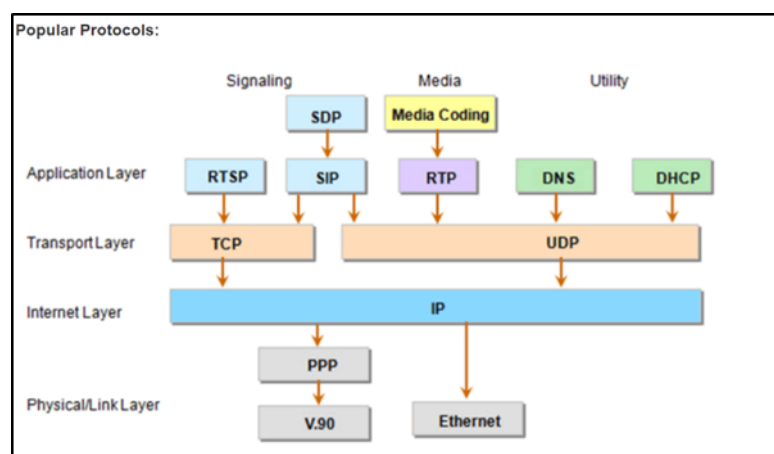 Popular Protocols:
Signaling Media Utility
SDP Media Coding
Application Layer RTSP SIP RTP DNS DHCP
Transport Layer TCP UDP
Internet Layer IP
PPP
Physical/Link Layer
V.90 Ethernet